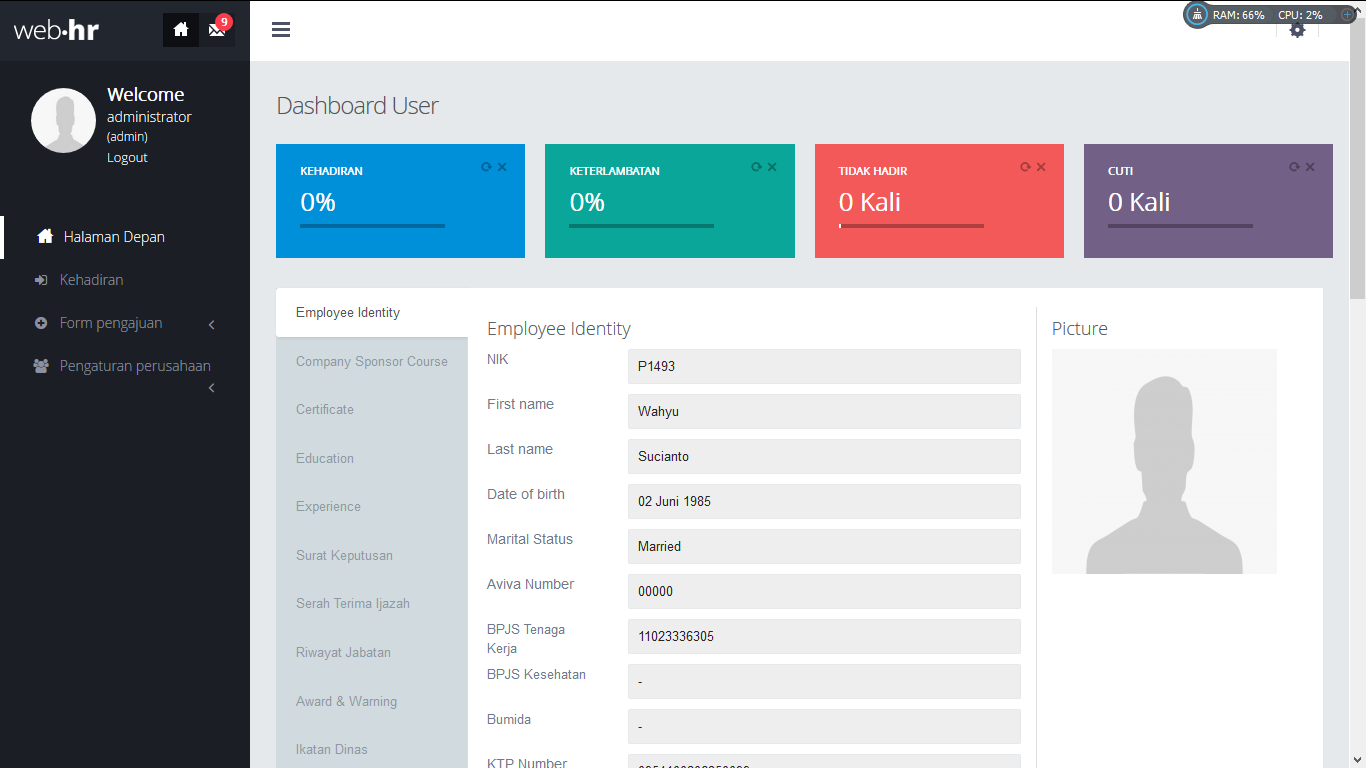 web·hr
9
RAM: 66% CPU: 2%
Welcome
administrator
(admin)
Logout
Halaman Depan
Kehadiran
Form pengajuan
Pengaturan perusahaan
Dashboard User
KEHADIRAN
0%
KETERLAMBATAN
0%
TIDAK HADIR
0 Kali
CUTI
0 Kali
Employee Identity
Company Sponsor Course
Certificate
Education
Experience
Surat Keputusan
Serah Terima Ijazah
Riwayat Jabatan
Award & Warning
Ikatan Dinas
Employee Identity
NIK P1493
First name Wahyu
Last name Sucianto
Date of birth 02 Juni 1985
Marital Status Married
Aviva Number 00000
BPJS Tenaga
Kerja 11023336305
BPJS Kesehatan -
Bumida -
KTP Number
Picture